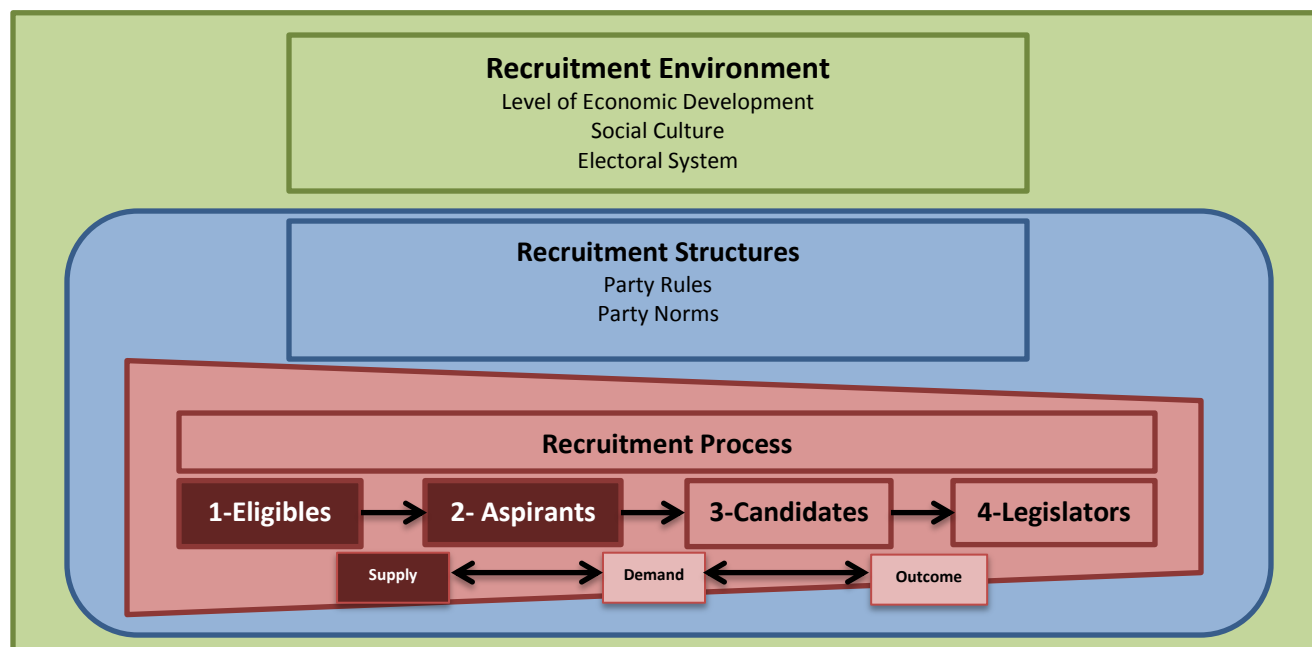 Recruitment Environment
Level of Economic Development
Social Culture
Electoral System
Recruitment Structures
Party Rules
Party Norms
Recruitment Process
1-Eligibles
2- Aspirants
3-Candidates
4-Legislators
Supply
Demand
Outcome